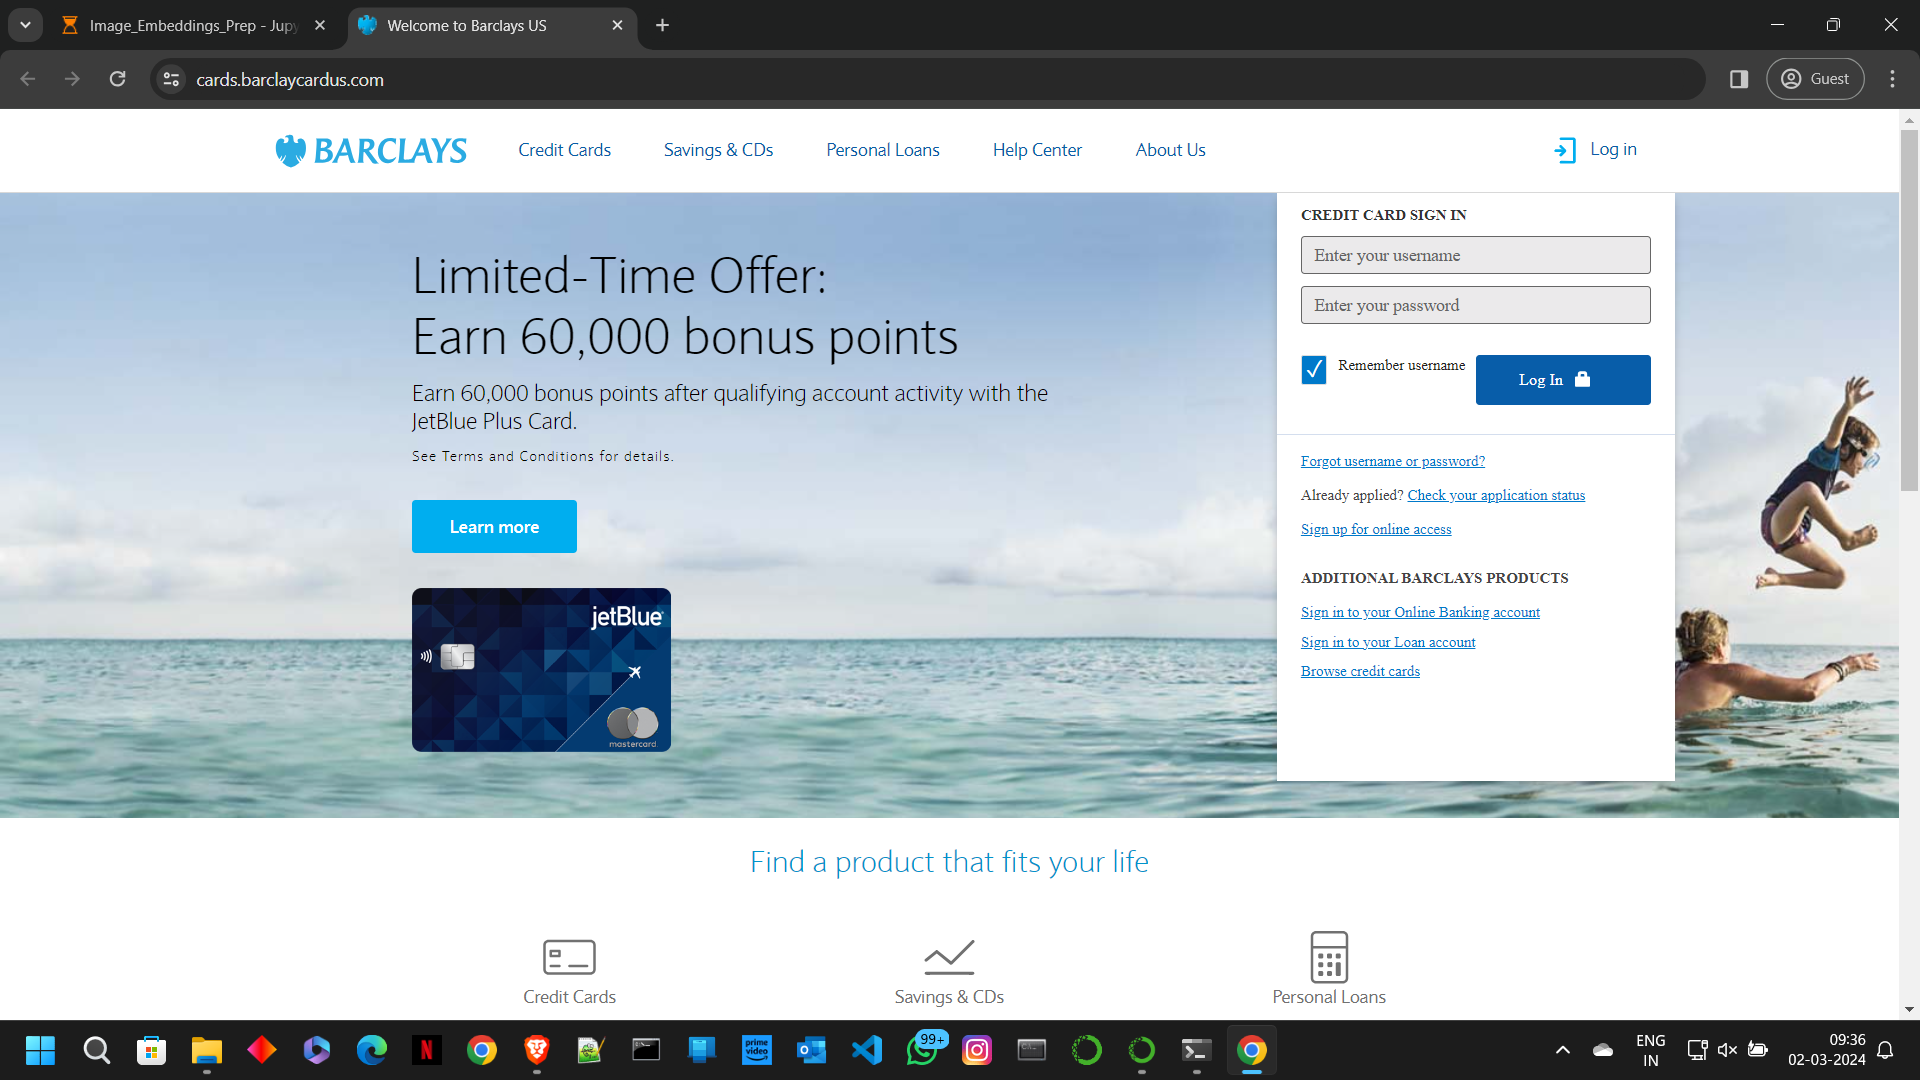 Image_Embeddings_Prep - Jupy
Welcome to Barclays US
cards.barclaycardus.com
Guest
BARCLAYS
Credit Cards
Savings & CDs
Personal Loans
Help Center
About Us
Log in
Limited-Time Offer:
Earn 60,000 bonus points
Earn 60,000 bonus points after qualifying account activity with the
JetBlue Plus Card.
See Terms and Conditions for details.
Learn more
jetBlue
mastercard
CREDIT CARD SIGN IN
Enter your username
Enter your password
Remember username
Log In
Forgot username or password?
Already applied? Check your application status
Sign up for online access
ADDITIONAL BARCLAYS PRODUCTS
Sign in to your Online Banking account
Sign in to your Loan account
Browse credit cards
Find a product that fits your life
Credit Cards
Savings & CDs
Personal Loans
N
prime video
99+
ENG
IN
09:36
02-03-2024